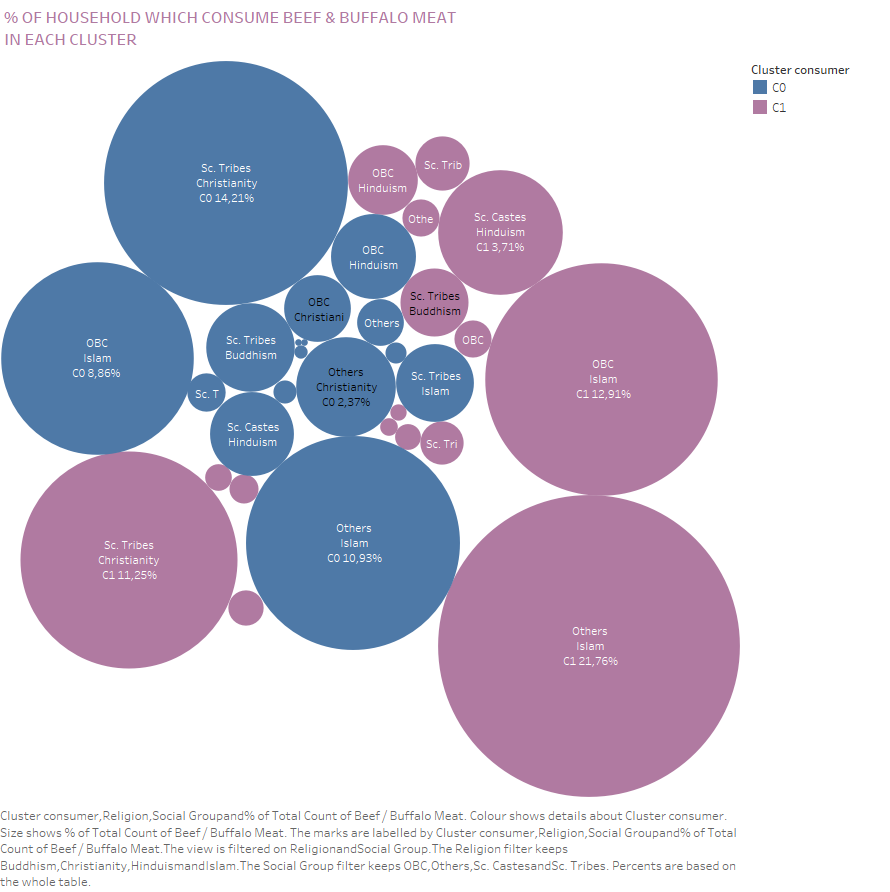 % OF HOUSEHOLD WHICH CONSUME BEEF & BUFFALO MEAT
IN EACH CLUSTER
Cluster consumer
C0
C1
Sc. Tribes
Christianity
C0 14,21%
OBC
Hinduism
Sc. Trib
Othe
Sc. Castes
Hinduism
C1 3,71%
OBC
Hinduism
Sc. Tribes
Buddhism
OBC
Christiani
Others
OBC
OBC
Islam
C0 8,86%
Sc. Tribes
Buddhism
Others
Christianity
C0 2,37%
Sc. Tribes
Islam
OBC
Islam
C1 12,91%
Sc. T
Sc. Castes
Hinduism
Sc. Tri
Sc. Tribes
Christianity
C1 11,25%
Others
Islam
C0 10,93%
Others
Islam
C1 21,76%
Cluster consumer,Religion,Social Groupand% of Total Count of Beef / Buffalo Meat. Colour shows details about Cluster consumer.
Size shows % of Total Count of Beef / Buffalo Meat. The marks are labelled by Cluster consumer,Religion,Social Groupand% of Total
Count of Beef / Buffalo Meat.The view is filtered on ReligionandSocial Group.The Religion filter keeps
Buddhism,Christianity,HinduismandIslam.The Social Group filter keeps OBC,Others,Sc. CastesandSc. Tribes. Percents are based on
the whole table.